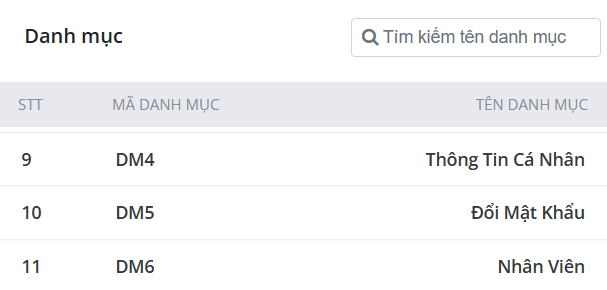 Danh mục
Tìm kiếm tên danh mục
STT MÃ DANH MỤC TÊN DANH MỤC
9 DM4 Thông Tin Cá Nhân
10 DM5 Đổi Mật Khẩu
11 DM6 Nhân Viên